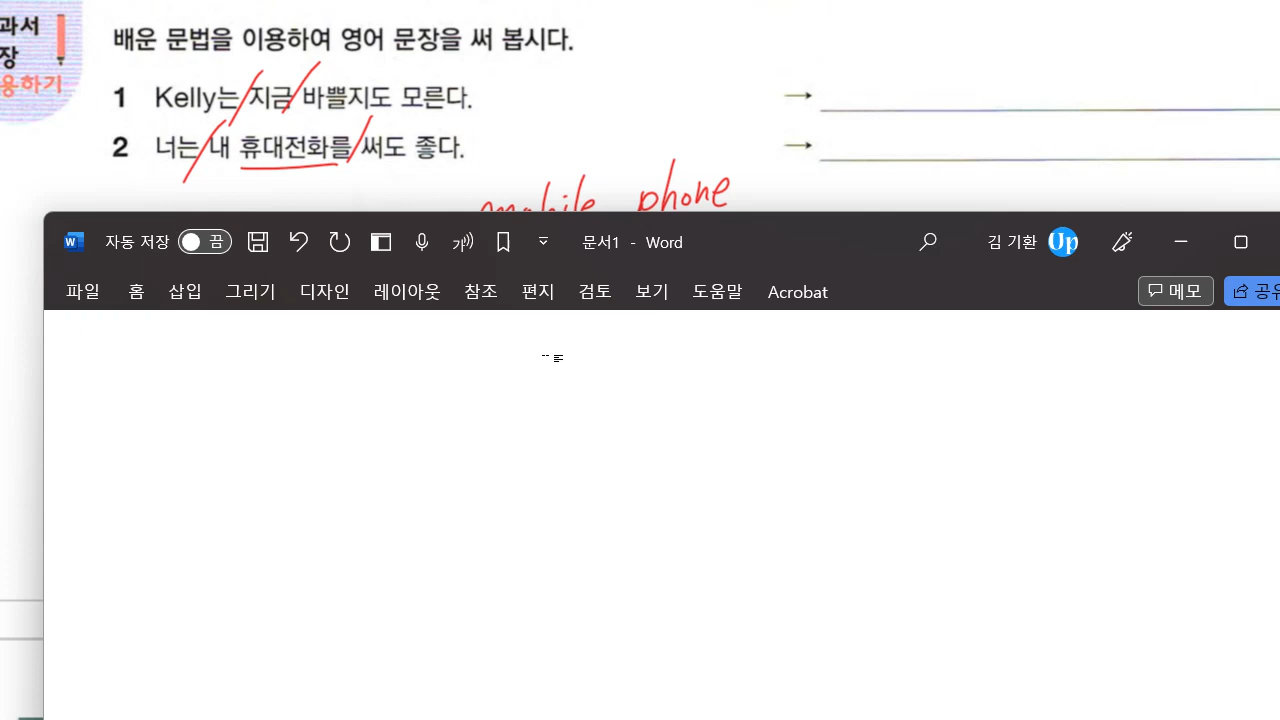 과서
장
용하기
배운 문법을 이용하여 영어 문장을 써 봅시다.
1 Kelly는 지금 바쁠지도 모른다. →
2 너는 내 휴대전화를 써도 좋다. →
mobile phone
자동 저장 끔 가 문서1 - Word 김 기환 Up
파일 홈 삽입 그리기 디자인 레이아웃 참조 편지 검토 보기 도움말 Acrobat 메모 공유